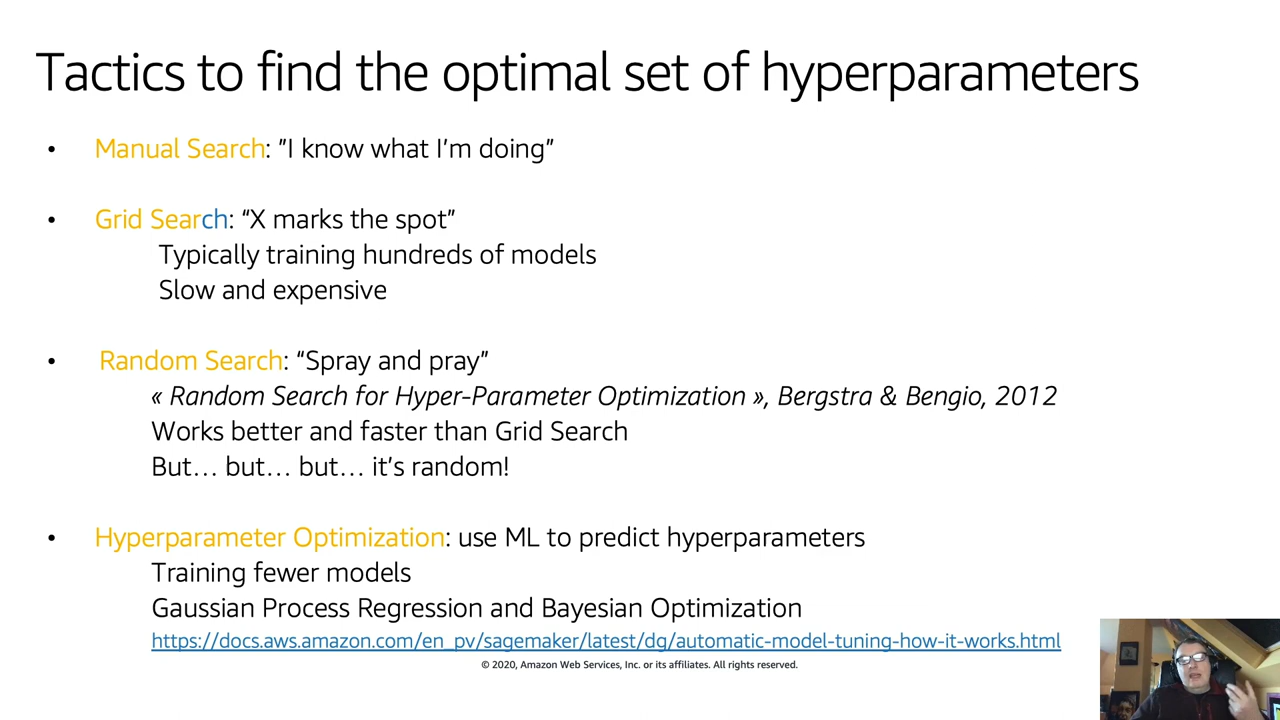 Tactics to find the optimal set of hyperparameters
• Manual Search: "I know what I'm doing"
• Grid Search: “X marks the spot”
Typically training hundreds of models
Slow and expensive
• Random Search: “Spray and pray”
« Random Search for Hyper-Parameter Optimization », Bergstra & Bengio, 2012
Works better and faster than Grid Search
But… but… but… it’s random!
• Hyperparameter Optimization: use ML to predict hyperparameters
Training fewer models
Gaussian Process Regression and Bayesian Optimization
https://docs.aws.amazon.com/en_pv/sagemaker/latest/dg/automatic-model-tuning-how-it-works.html
© 2020, Amazon Web Services, Inc. or its affiliates. All rights reserved.